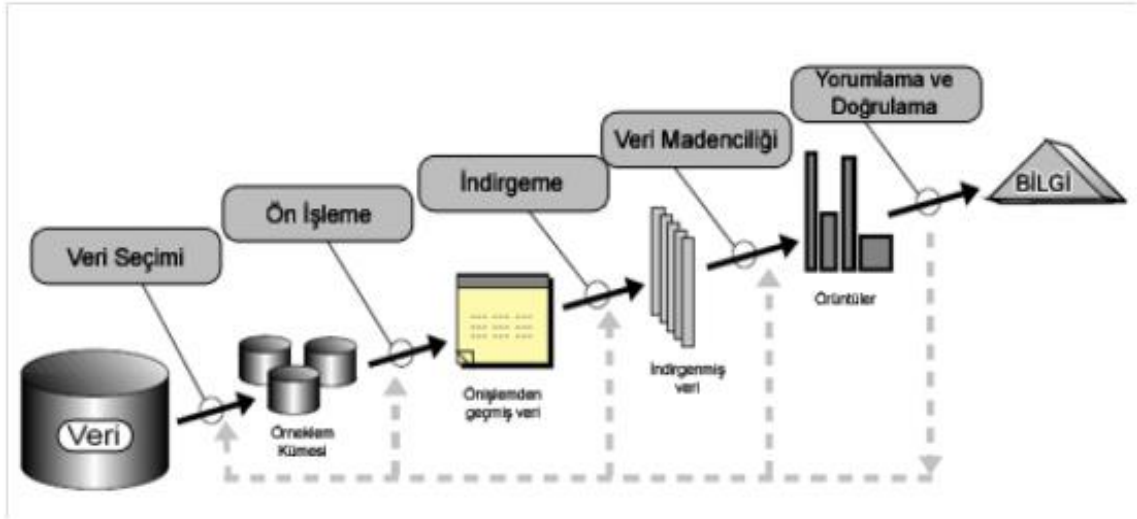 Yorumlama ve
Doğrulama
Veri Madenciliği
İndirgeme
Ön İşleme
Veri Seçimi
BİLGİ
Örüntüler
İndirgenmiş
veri
Önişlemden
geçmiş veri
Örneklem
Kümesi
Veri